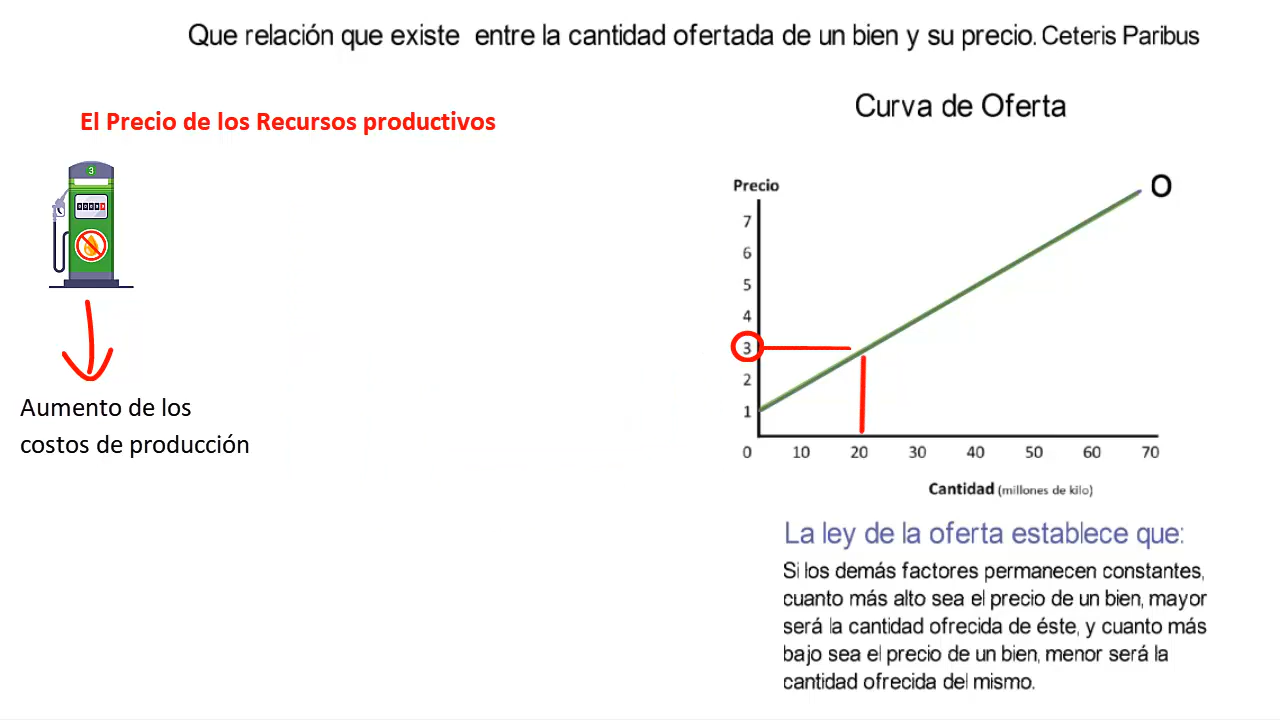 Que relación que existe entre la cantidad ofertada de un bien y su precio. Ceteris Paribus
El Precio de los Recursos productivos
3
Aumento de los
costos de producción
Curva de Oferta
Precio
O
7
6
5
4
3
2
1
0 10 20 30 40 50 60 70
Cantidad (millones de kilo)
La ley de la oferta establece que:
Si los demás factores permanecen constantes,
cuanto más alto sea el precio de un bien, mayor
será la cantidad ofrecida de éste, y cuanto más
bajo sea el precio de un bien, menor será la
cantidad ofrecida del mismo.